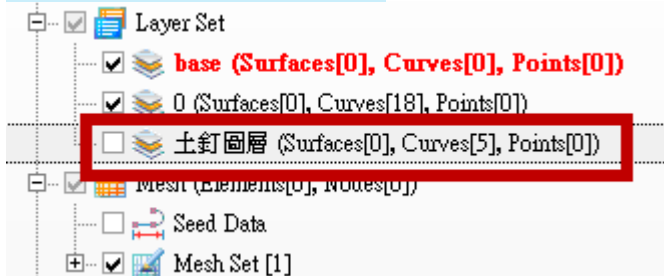 Layer Set
base (Surfaces[0], Curves[0], Points[0])
0 (Surfaces[0], Curves[18], Points[0])
土釘圖層 (Surfaces[0], Curves[5], Points[0])
Mesh (Elements[0], Nodes[0])
Seed Data
Mesh Set [1]